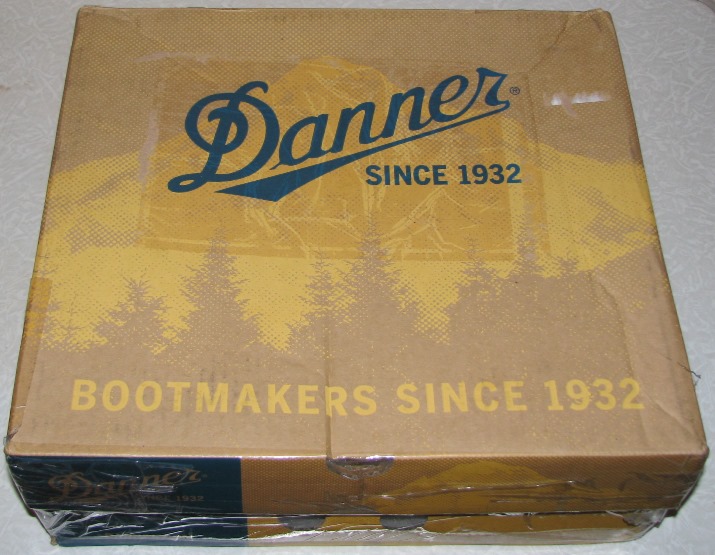 Danner®
SINCE 1932
BOOTMAKERS SINCE 1932
Danner
1932